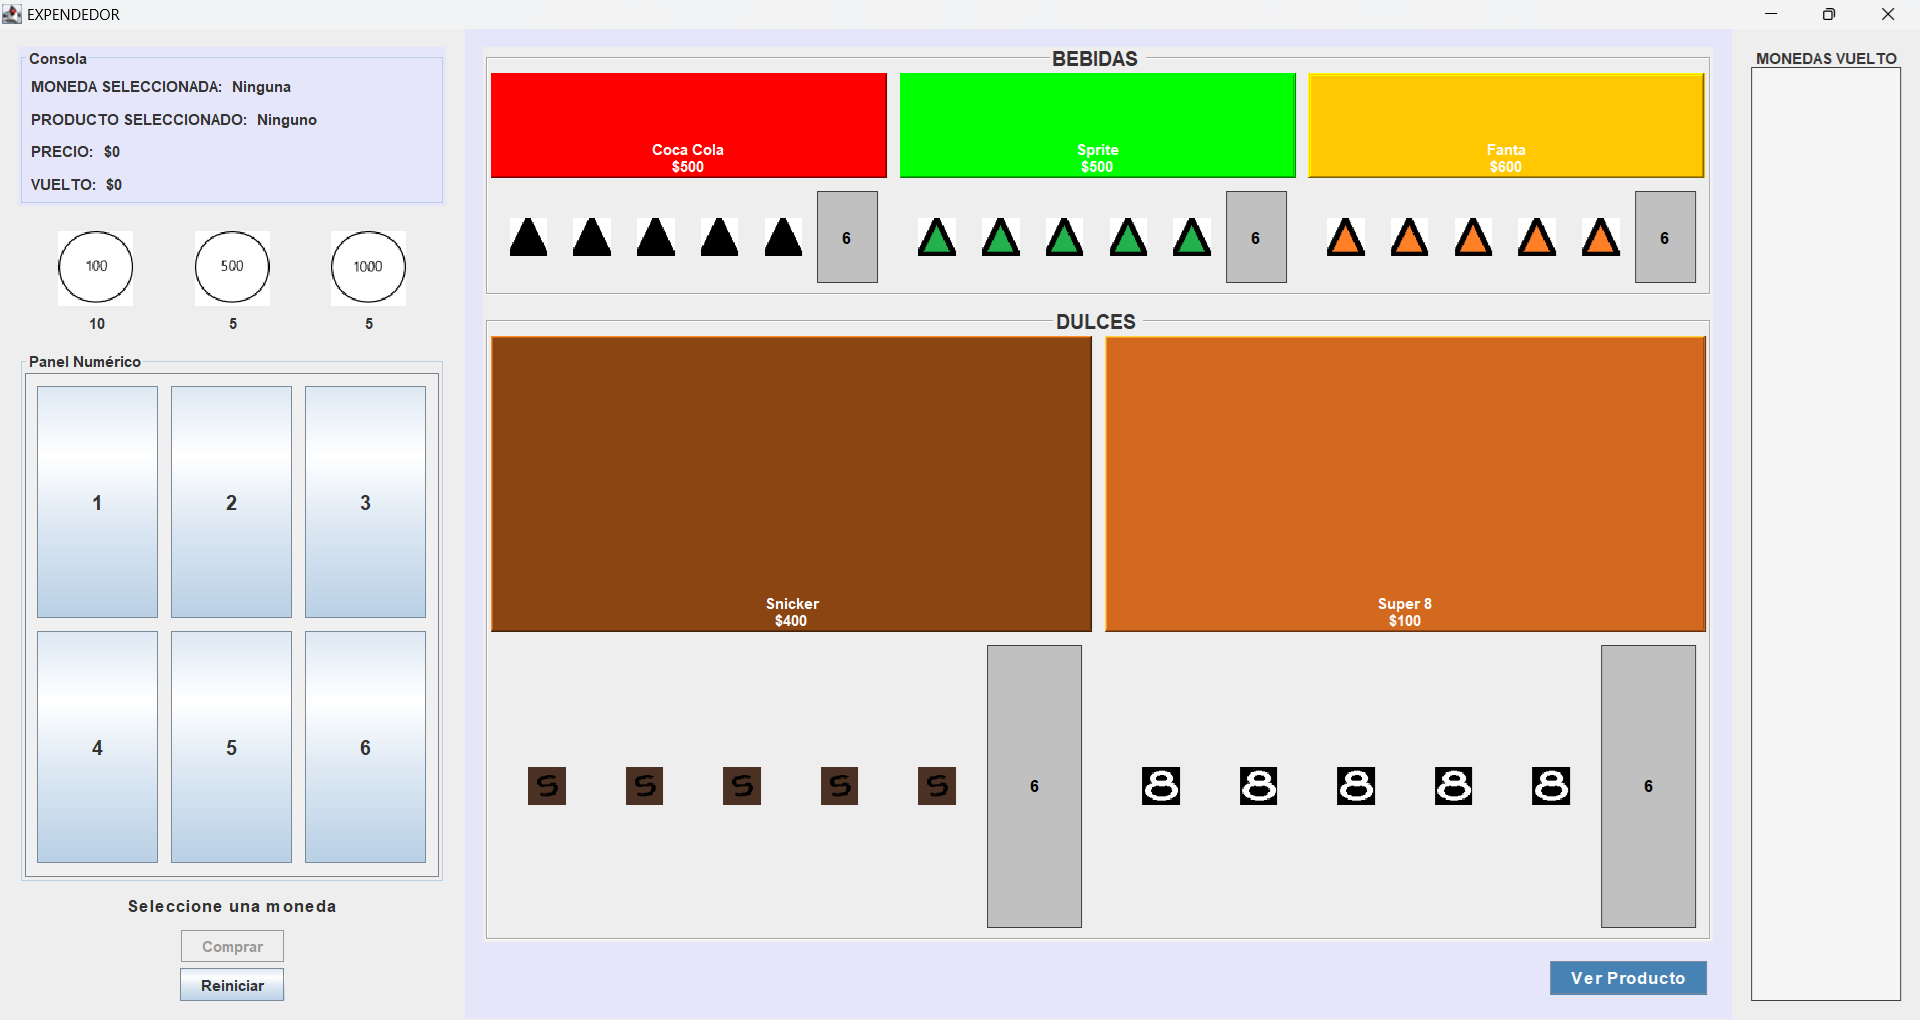 EXPENDEDOR
Consola
MONEDA SELECCIONADA: Ninguna
PRODUCTO SELECCIONADO: Ninguno
PRECIO: $0
VUELTO: $0
100 500 1000
10 5 5
Panel Numérico
1 2 3
4 5 6
Seleccione una moneda
Comprar
Reiniciar
BEBIDAS
Coca Cola
$500
Sprite
$500
Fanta
$600
6 6 6
DULCES
Snicker
$400
Super 8
$100
S S S S S 6
8 8 8 8 8 6
Ver Producto
MONEDAS VUELTO